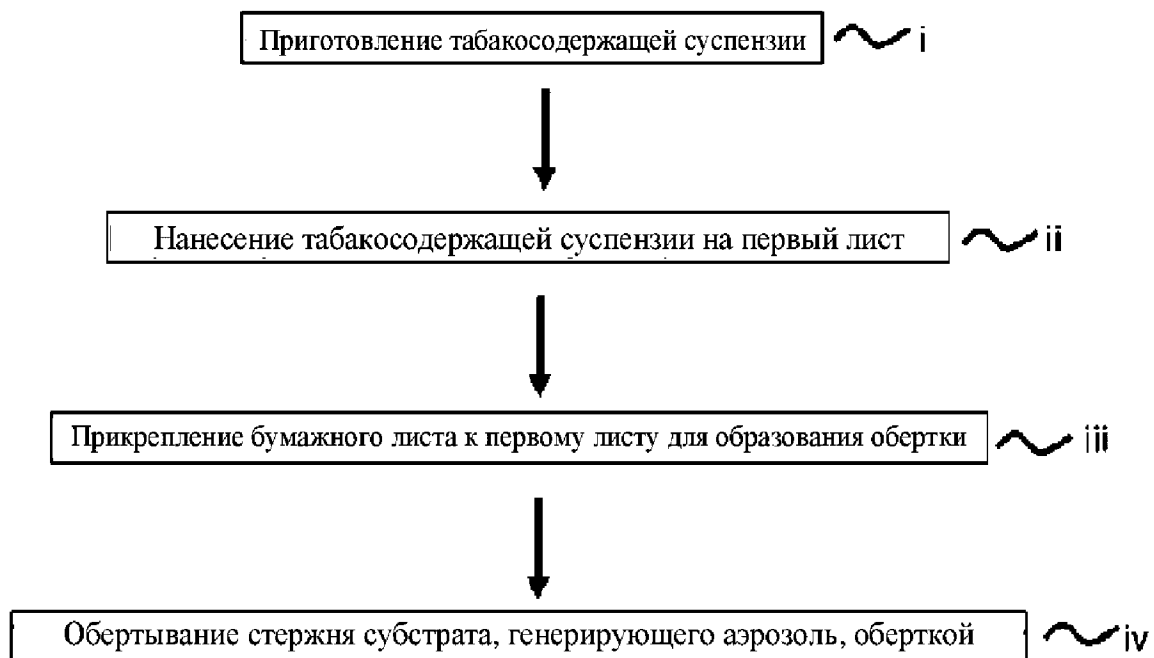 Приготовление табакосодержащей суспензии i
Нанесение табакосодержащей суспензии на первый лист ii
Прикрепление бумажного листа к первому листу для образования обертки iii
Обертывание стержня субстрата, генерирующего аэрозоль, оберткой iv